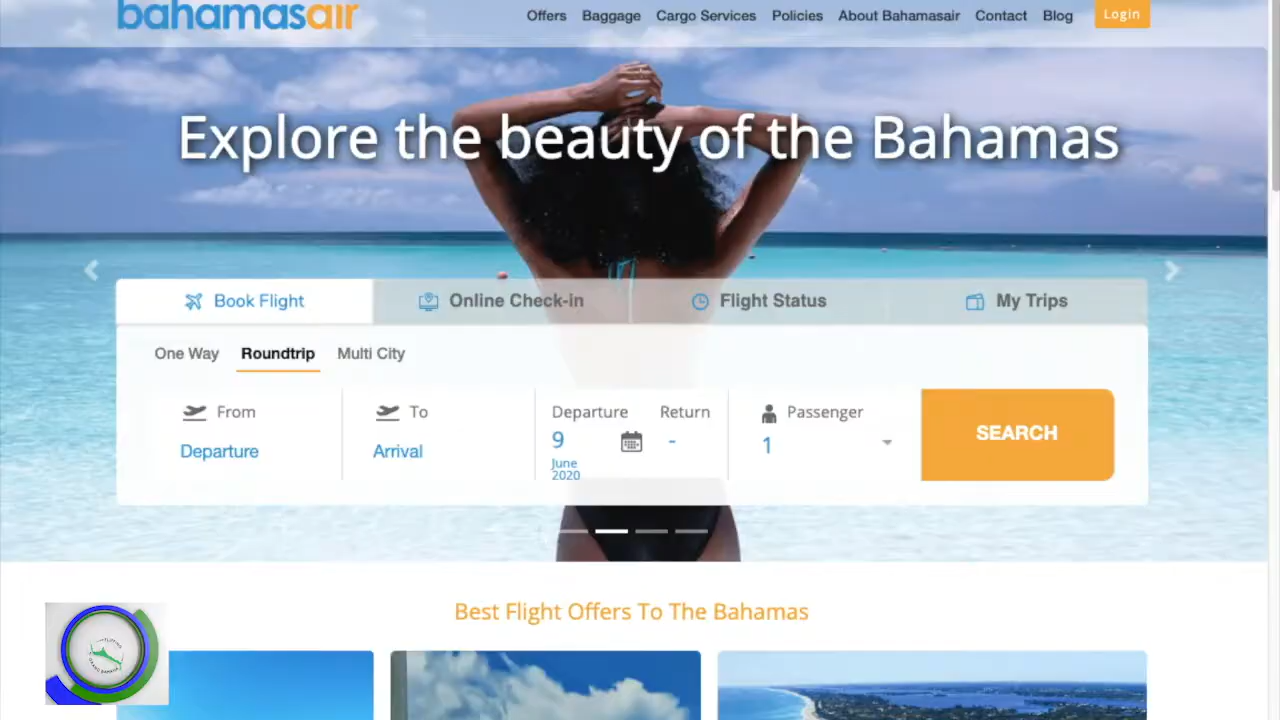 bahamasair
Offers Baggage Cargo Services Policies About Bahamasair Contact Blog Login
Explore the beauty of the Bahamas
Book Flight Online Check-in Flight Status My Trips
One Way Roundtrip Multi City
From To Departure Return Passenger
Departure Arrival 9 - 1
June
2020
SEARCH
Best Flight Offers To The Bahamas